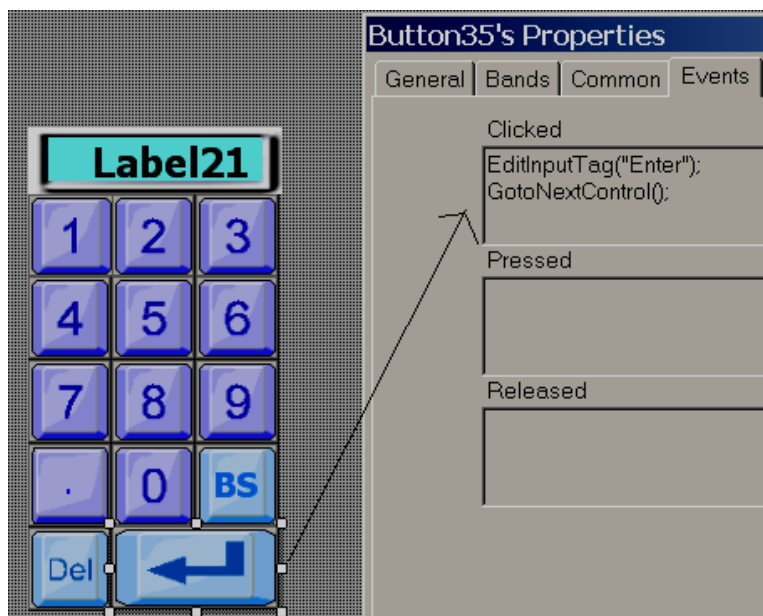 Button35's Properties
General Bands Common Events
Clicked
EditInputTag("Enter");
GotoNextControl();
Pressed
Released
Label21
1 2 3
4 5 6
7 8 9
. 0 BS
Del